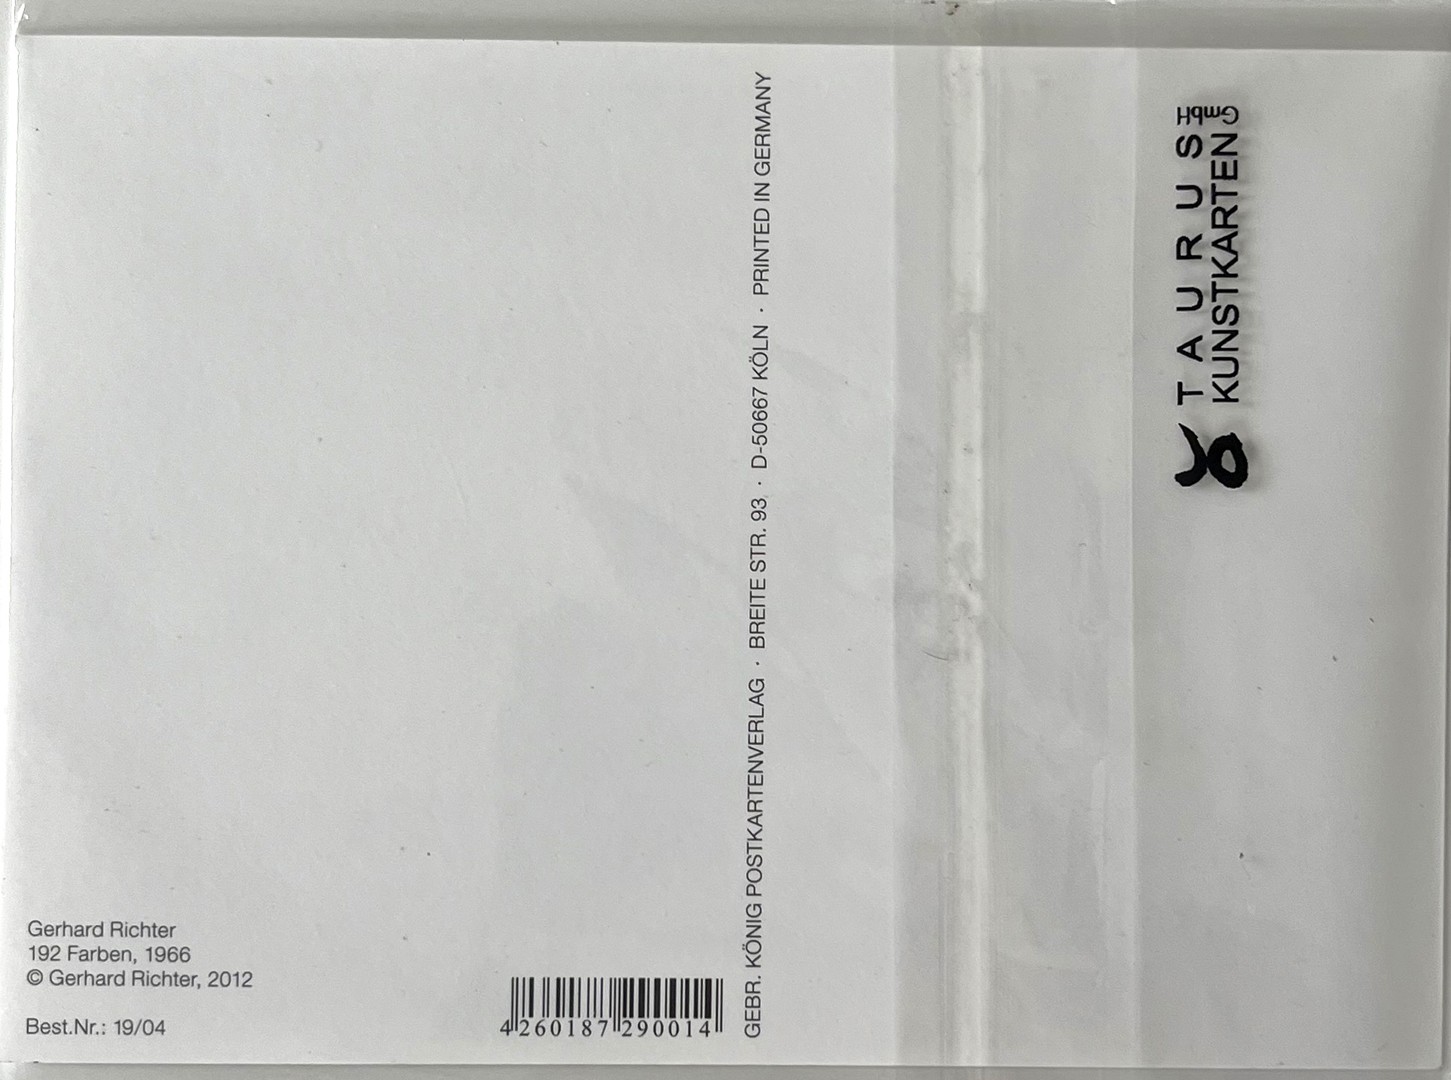 Gerhard Richter
192 Farben, 1966
© Gerhard Richter, 2012
Best.Nr.: 19/04
4 260187 290014
GEBR. KÖNIG POSTKARTENVERLAG · BREITE STR. 93 · D-50667 KÖLN · PRINTED IN GERMANY
TAURUS
KUNSTKARTEN
GmbH